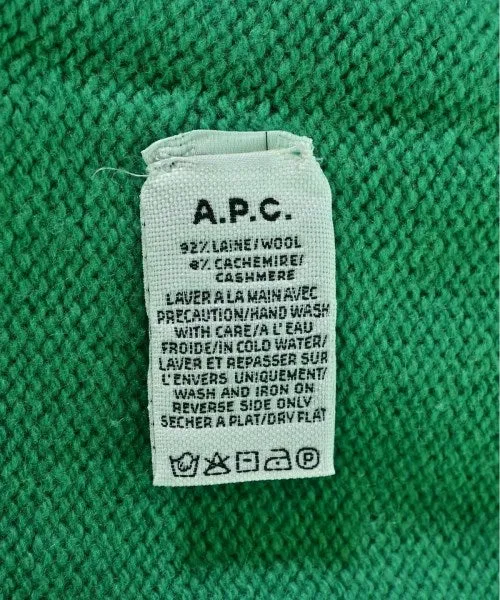 A.P.C.
92% LAINE/WOOL
8% CACHEMIRE/
CASHMERE
LAVER A LA MAIN AVEC
PRECAUTION/HAND WASH
WITH CARE/A L'EAU
FROIDE/IN COLD WATER/
LAVER ET REPASSER SUR
L'ENVERS UNIQUEMENT/
WASH AND IRON ON
REVERSE SIDE ONLY
SECHER A PLAT/DRY FLAT
P